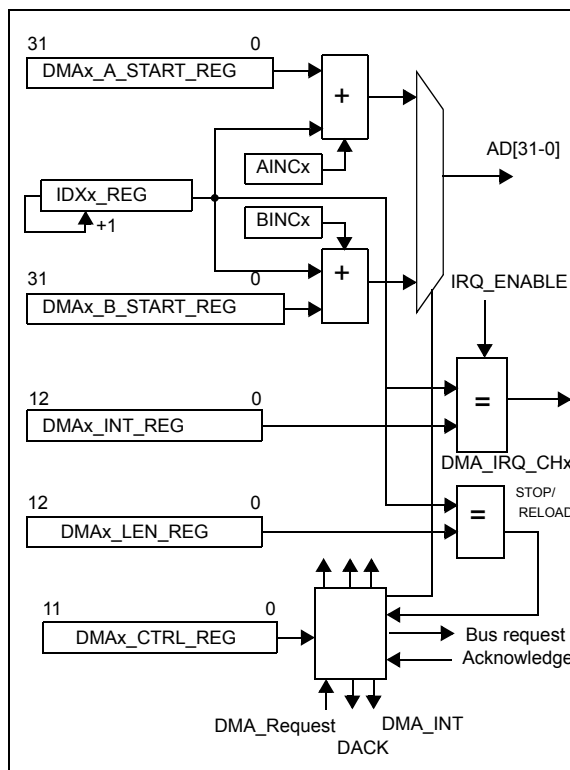 31 0
DMAx_A_START_REG
+
AINCx
AD[31-0]
IDXx_REG
+1
BINCx
+
31 0
DMAx_B_START_REG
IRQ_ENABLE
12 0
DMAx_INT_REG
=
DMA_IRQ_CHx
12 0
DMAx_LEN_REG
=
STOP/
RELOAD
11 0
DMAx_CTRL_REG
Bus request
Acknowledge
DMA_Request
DMA_INT
DACK